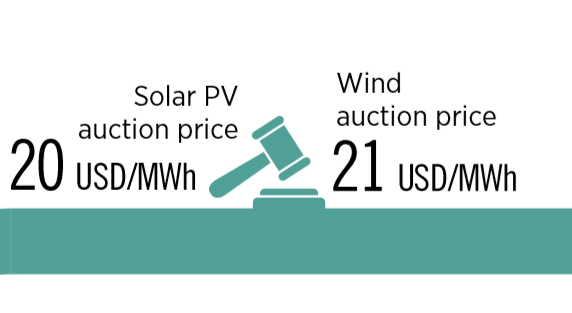 Solar PV
auction price
20 USD/MWh
Wind
auction price
21 USD/MWh